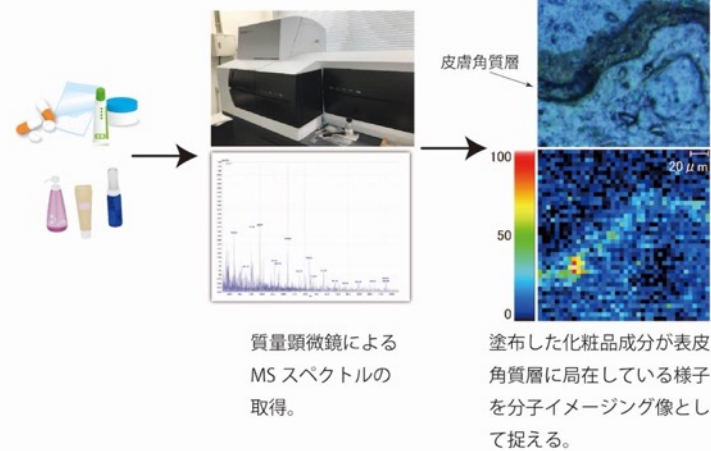 皮膚角質層
100
50
0
20 μm
質量顕微鏡による
MS スペクトルの
取得。
塗布した化粧品成分が表皮
角質層に局在している様子
を分子イメージング像とし
て捉える。